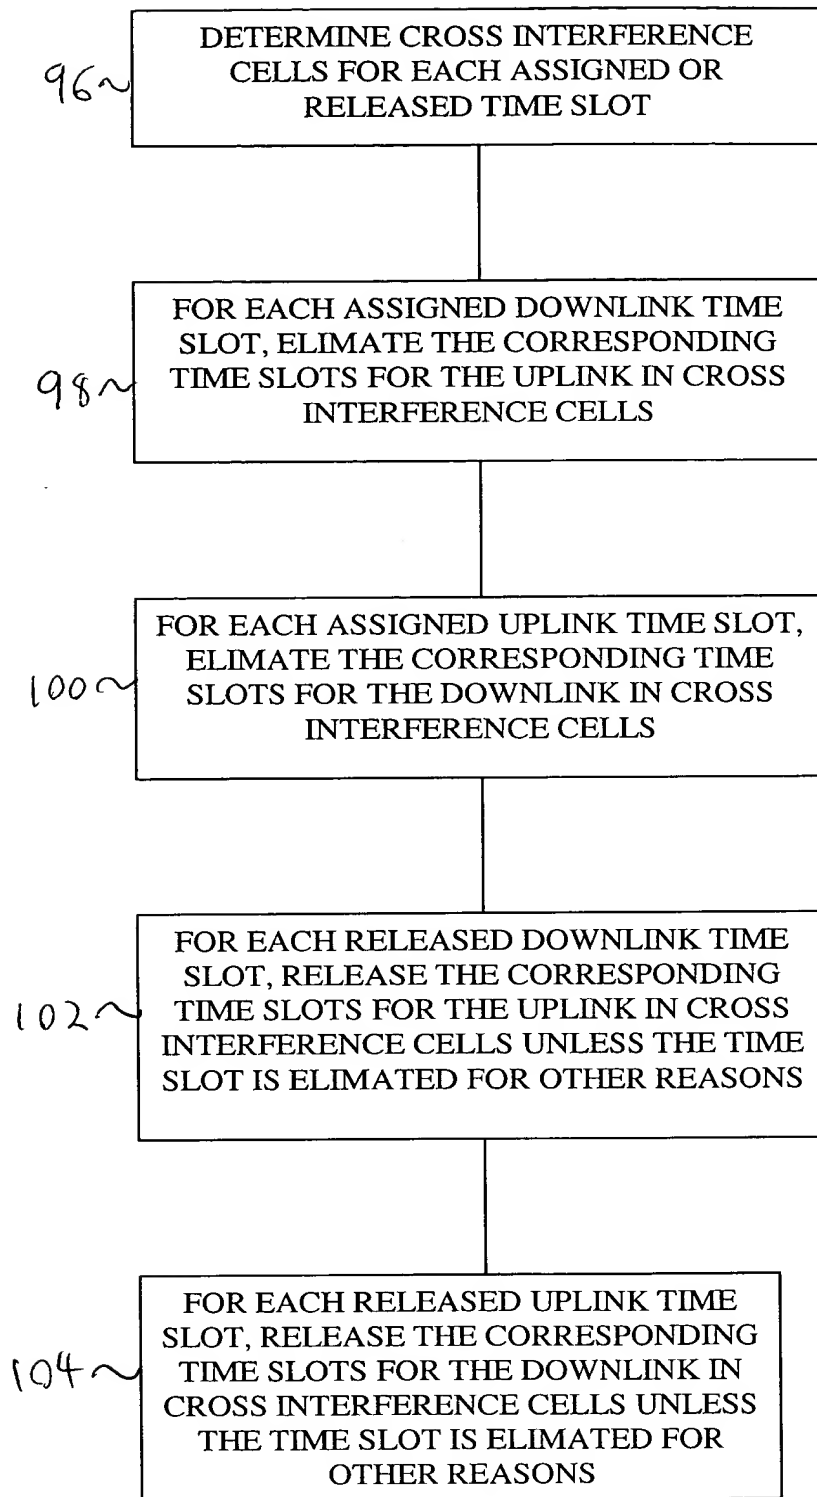 DETERMINE CROSS INTERFERENCE
CELLS FOR EACH ASSIGNED OR
RELEASED TIME SLOT
96
FOR EACH ASSIGNED DOWNLINK TIME
SLOT, ELIMATE THE CORRESPONDING
TIME SLOTS FOR THE UPLINK IN CROSS
INTERFERENCE CELLS
98
FOR EACH ASSIGNED UPLINK TIME SLOT,
ELIMATE THE CORRESPONDING TIME
SLOTS FOR THE DOWNLINK IN CROSS
INTERFERENCE CELLS
100
FOR EACH RELEASED DOWNLINK TIME
SLOT, RELEASE THE CORRESPONDING
TIME SLOTS FOR THE UPLINK IN CROSS
INTERFERENCE CELLS UNLESS THE TIME
SLOT IS ELIMATED FOR OTHER REASONS
102
FOR EACH RELEASED UPLINK TIME
SLOT, RELEASE THE CORRESPONDING
TIME SLOTS FOR THE DOWNLINK IN
CROSS INTERFERENCE CELLS UNLESS
THE TIME SLOT IS ELIMATED FOR
OTHER REASONS
104